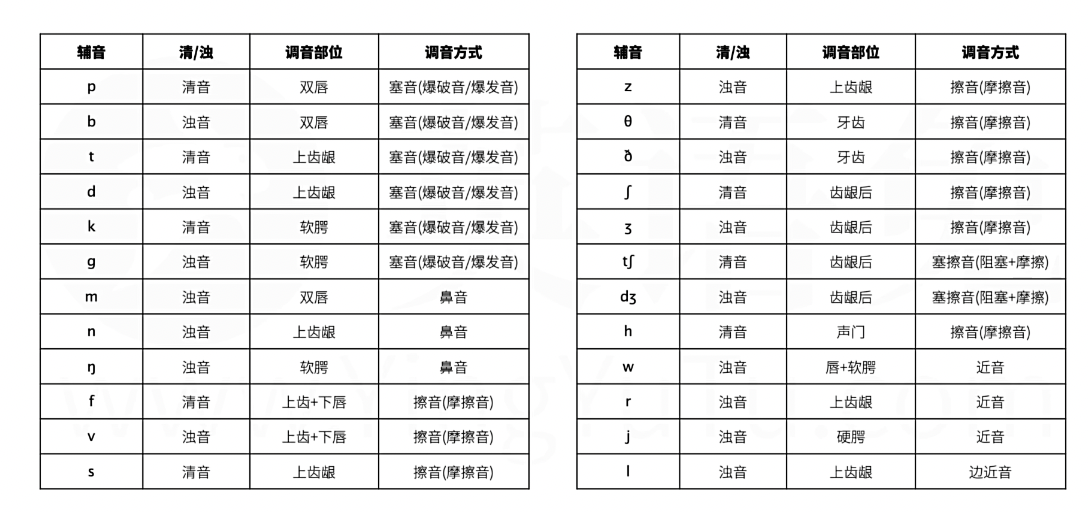 辅音 清/浊 调音部位 调音方式
p 清音 双唇 塞音(爆破音/爆发音)
b 浊音 双唇 塞音(爆破音/爆发音)
t 清音 上齿龈 塞音(爆破音/爆发音)
d 浊音 上齿龈 塞音(爆破音/爆发音)
k 清音 软腭 塞音(爆破音/爆发音)
g 浊音 软腭 塞音(爆破音/爆发音)
m 浊音 双唇 鼻音
n 浊音 上齿龈 鼻音
ŋ 浊音 软腭 鼻音
f 清音 上齿+下唇 擦音(摩擦音)
v 浊音 上齿+下唇 擦音(摩擦音)
s 清音 上齿龈 擦音(摩擦音)
辅音 清/浊 调音部位 调音方式
z 浊音 上齿龈 擦音(摩擦音)
θ 清音 牙齿 擦音(摩擦音)
ð 浊音 牙齿 擦音(摩擦音)
ʃ 清音 齿龈后 擦音(摩擦音)
ʒ 浊音 齿龈后 擦音(摩擦音)
tʃ 清音 齿龈后 塞擦音(阻塞+摩擦)
dʒ 浊音 齿龈后 塞擦音(阻塞+摩擦)
h 清音 声门 擦音(摩擦音)
w 浊音 唇+软腭 近音
r 浊音 上齿龈 近音
j 浊音 硬腭 近音
l 浊音 上齿龈 边近音